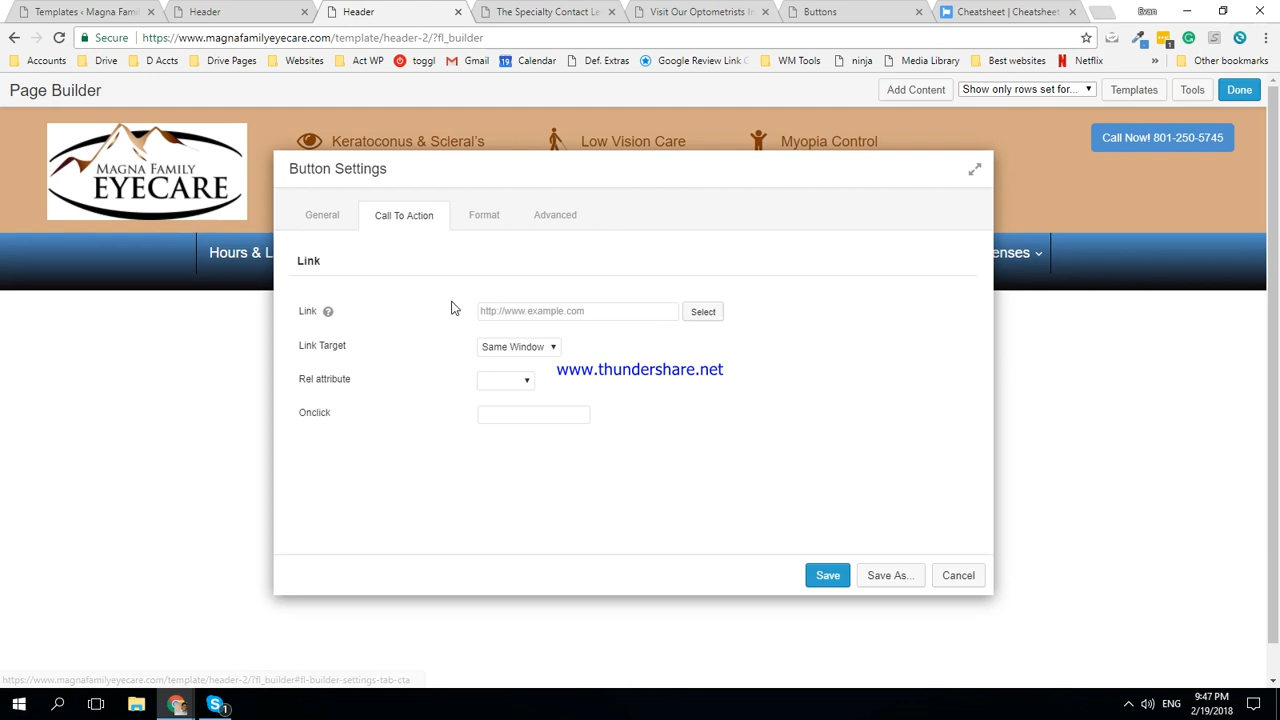 Templates ‹ Magna Fami
Header
Header
The Specialty Contact Le
Visit Our Optometrists In
Buttons
Cheatsheet | Cheatsheet
Evan
Secure
https://www.magnafamilyeyecare.com/template/header-2/?fl_builder
1
Accounts
Drive
D Accts
Drive Pages
Websites
Act WP
toggl
Gmail
19
Calendar
Def. Extras
Google Review Link G
WM Tools
ninja
Media Library
Best websites
Netflix
»
Other bookmarks
Page Builder
Add Content
Show only rows set for...
Templates
Tools
Done
MAGNA FAMILY
EYECARE
Keratoconus & Scleral's
Low Vision Care
Myopia Control
Call Now! 801-250-5745
Button Settings
General
Call To Action
Format
Advanced
Hours & L
enses
Link
Link ?
http://www.example.com
Select
Link Target
Same Window
www.thundershare.net
Rel attribute
Onclick
Save
Save As...
Cancel
https://www.magnafamilyeyecare.com/template/header-2/?fl_builder#fl-builder-settings-tab-cta
1
ENG
9:47 PM
2/19/2018